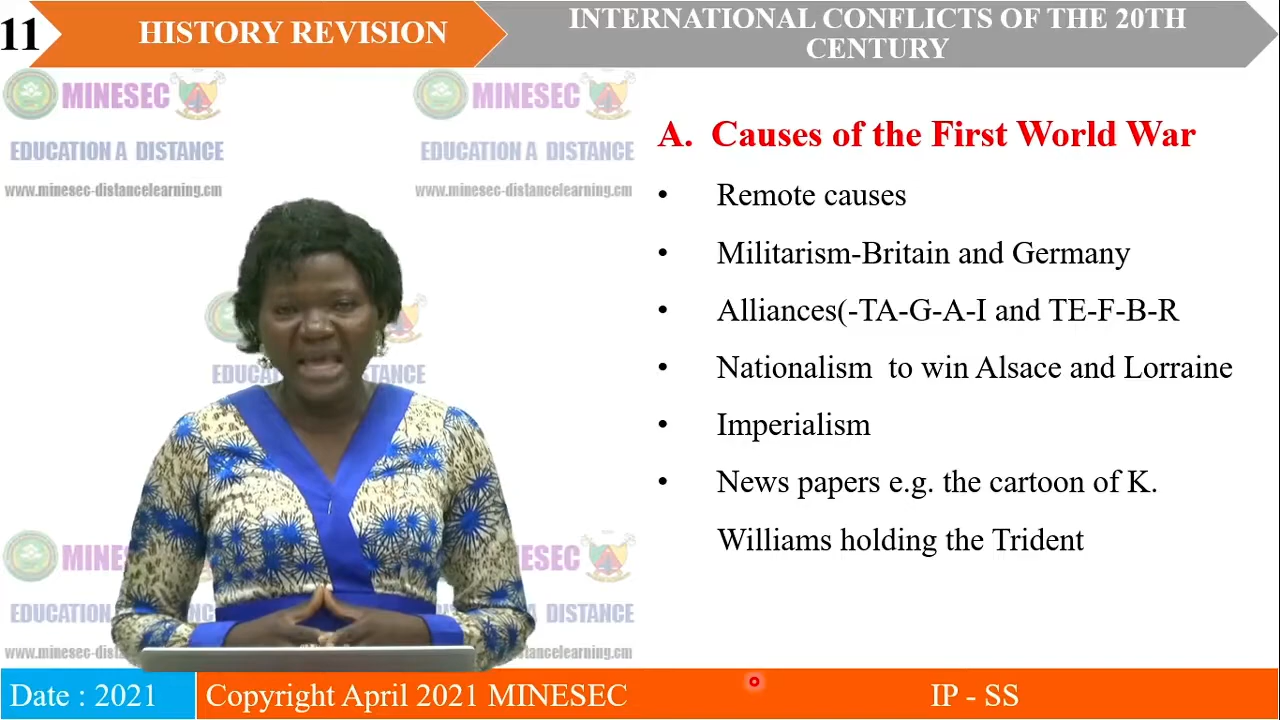 11
HISTORY REVISION
INTERNATIONAL CONFLICTS OF THE 20TH
CENTURY
MINESEC
MINESEC
EDUCATION A DISTANCE
EDUCATION A DISTANCE
www.minesec-distancelearning.cm
www.minesec-distancelearning.cm
A. Causes of the First World War
• Remote causes
• Militarism-Britain and Germany
• Alliances(-TA-G-A-I and TE-F-B-R
• Nationalism to win Alsace and Lorraine
• Imperialism
• News papers e.g. the cartoon of K.
Williams holding the Trident
Date : 2021
Copyright April 2021 MINESEC
IP - SS